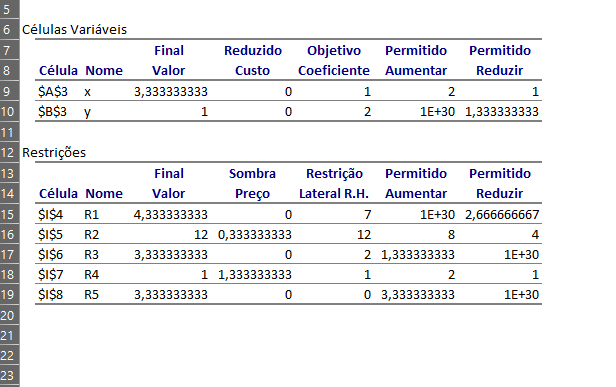 5
6 Células Variáveis
7 Final Reduzido Objetivo Permitido Permitido
8 Célula Nome Valor Custo Coeficiente Aumentar Reduzir
9 $A$3 x 3,333333333 0 1 2 1
10 $B$3 y 1 0 2 1E+30 1,333333333
11
12 Restrições
13 Final Sombra Restrição Permitido Permitido
14 Célula Nome Valor Preço Lateral R.H. Aumentar Reduzir
15 $I$4 R1 4,333333333 0 7 1E+30 2,666666667
16 $I$5 R2 12 0,333333333 12 8 4
17 $I$6 R3 3,333333333 0 2 1,333333333 1E+30
18 $I$7 R4 1 1,333333333 1 2 1
19 $I$8 R5 3,333333333 0 0 3,333333333 1E+30
20
21
22
23